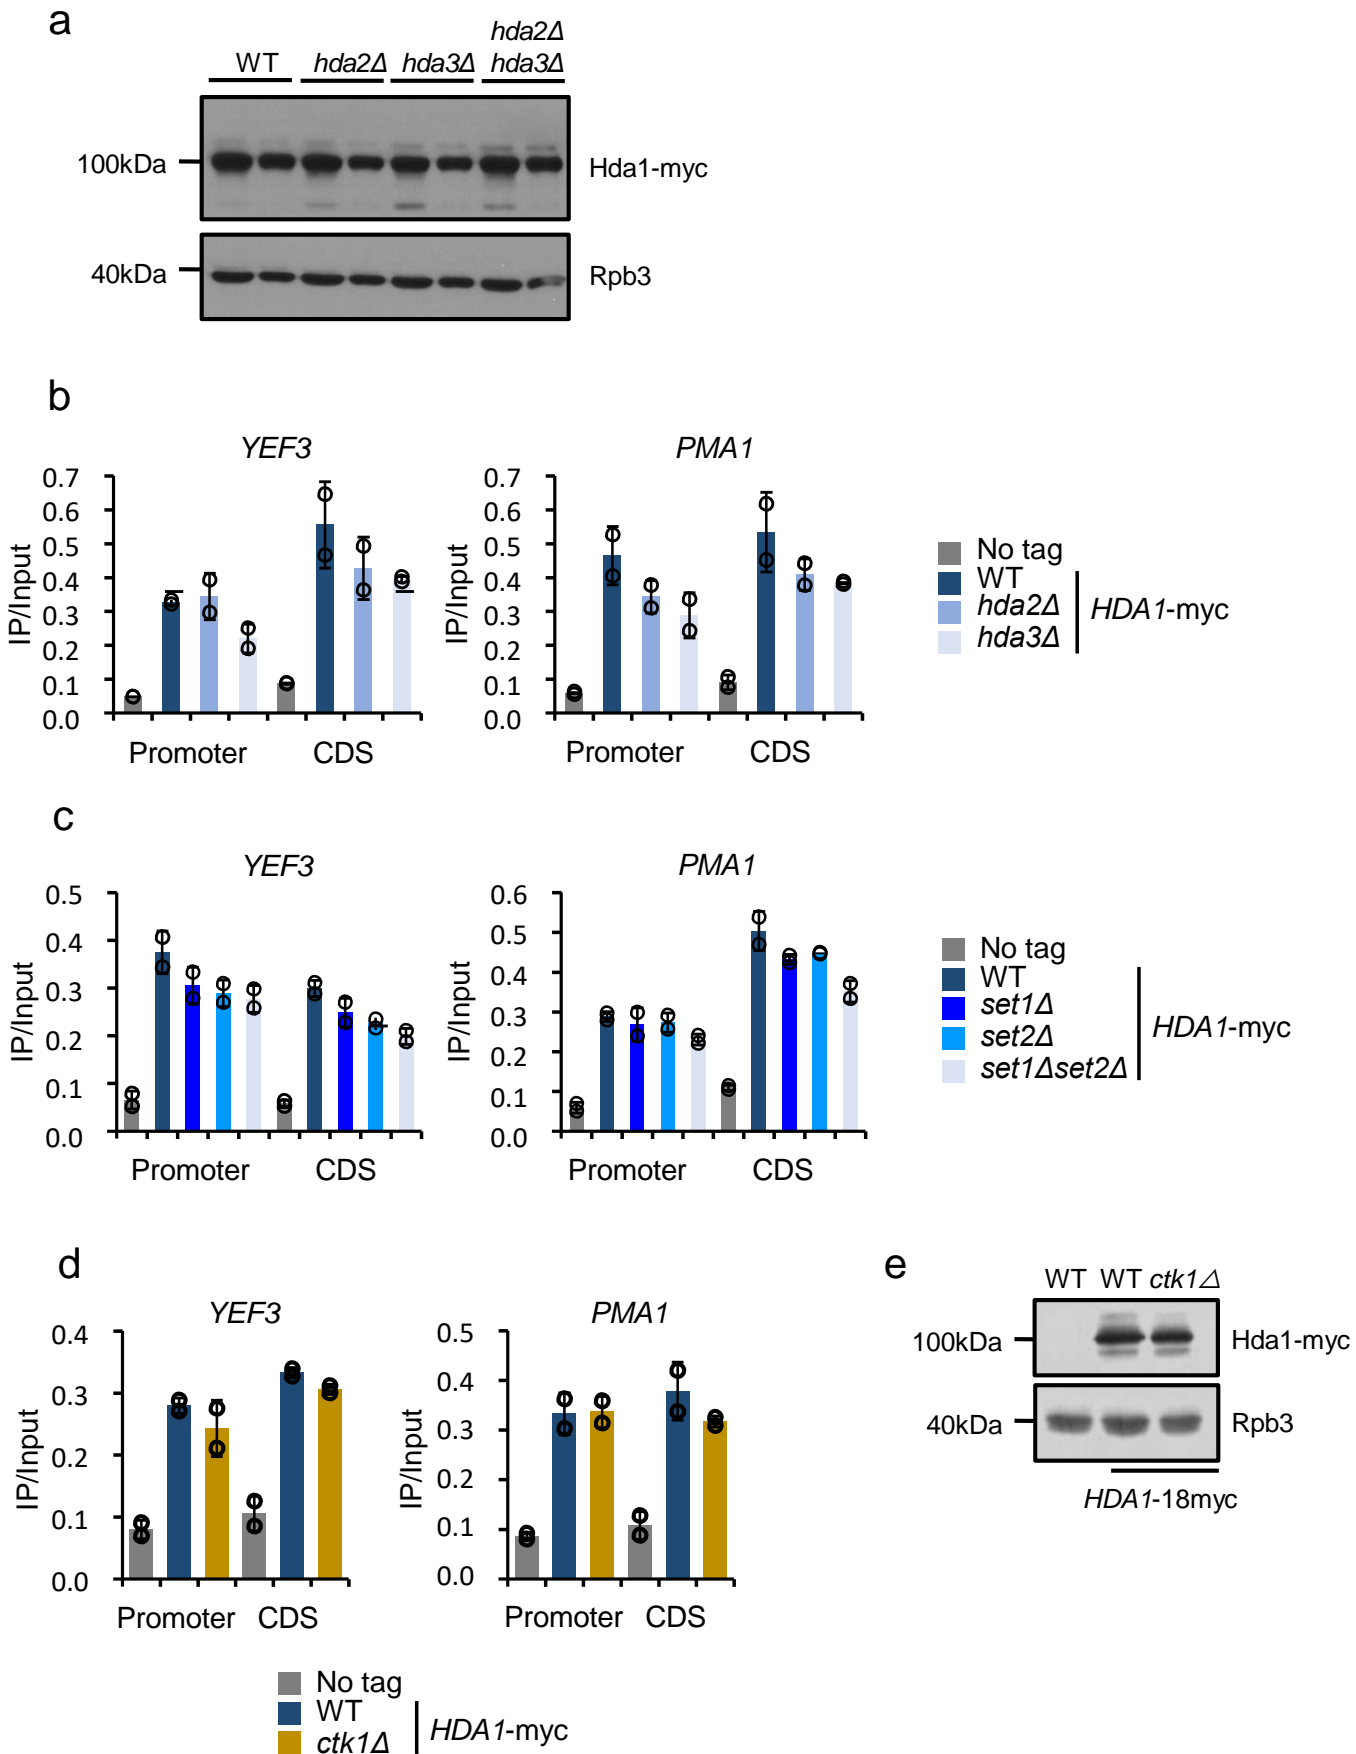 a
WT hda2Δ hda3Δ hda2Δ
hda3Δ
100kDa Hda1-myc
40kDa Rpb3
b
YEF3
IP/Input
0.7
0.6
0.5
0.4
0.3
0.2
0.1
0.0
Promoter CDS
PMA1
IP/Input
0.7
0.6
0.5
0.4
0.3
0.2
0.1
0.0
Promoter CDS
No tag
WT
hda2Δ
hda3Δ
HDA1-myc
c
YEF3
IP/Input
0.5
0.4
0.3
0.2
0.1
0.0
Promoter CDS
PMA1
IP/Input
0.6
0.5
0.4
0.3
0.2
0.1
0.0
Promoter CDS
No tag
WT
set1Δ
set2Δ
set1Δset2Δ
HDA1-myc
d
YEF3
IP/Input
0.4
0.3
0.2
0.1
0.0
Promoter CDS
PMA1
IP/Input
0.5
0.4
0.3
0.2
0.1
0.0
Promoter CDS
No tag
WT
ctk1Δ
HDA1-myc
e
WT WT ctk1△
100kDa Hda1-myc
40kDa Rpb3
HDA1-18myc